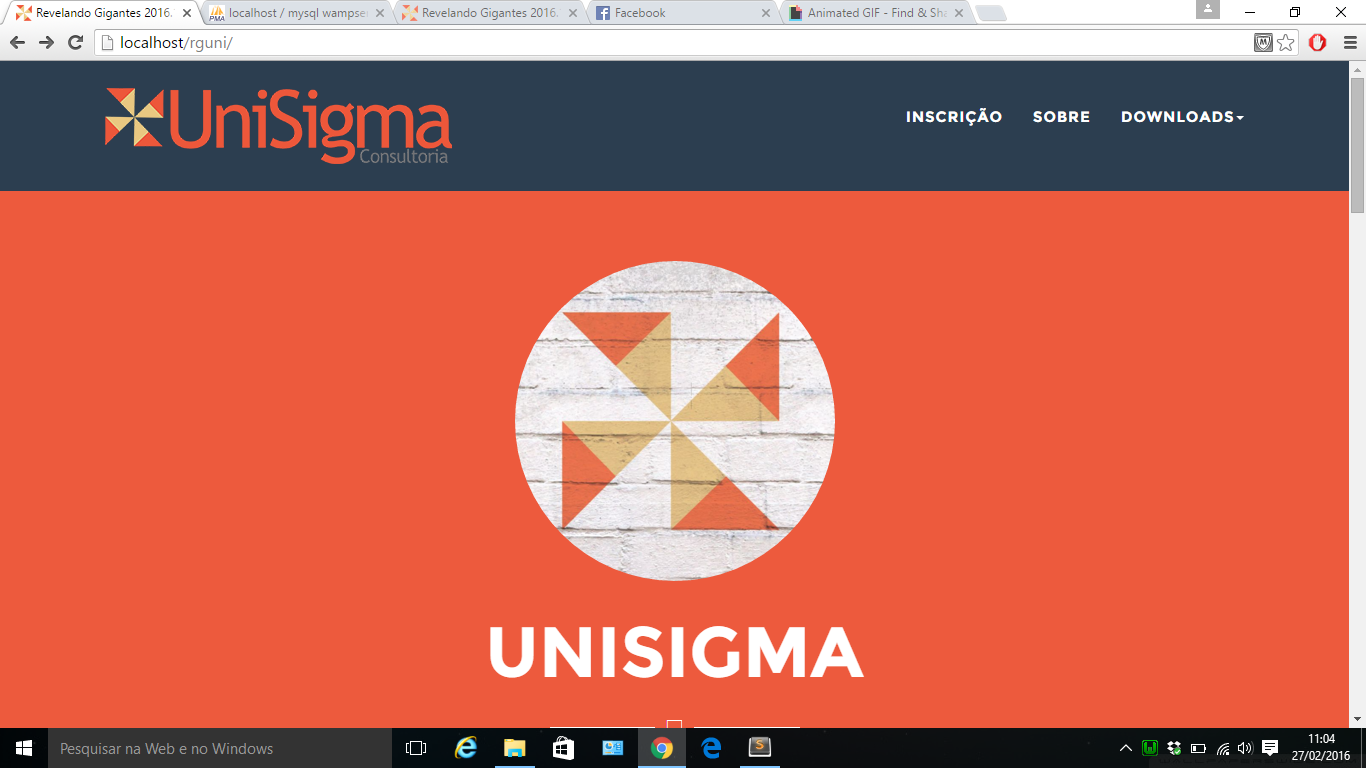 Revelando Gigantes 2016.
localhost / mysql wampser
Revelando Gigantes 2016.
Facebook
Animated GIF - Find & Sha
localhost/rguni/
UniSigma
Consultoria
INSCRIÇÃO
SOBRE
DOWNLOADS
UNISIGMA
Pesquisar na Web e no Windows
11:04
27/02/2016